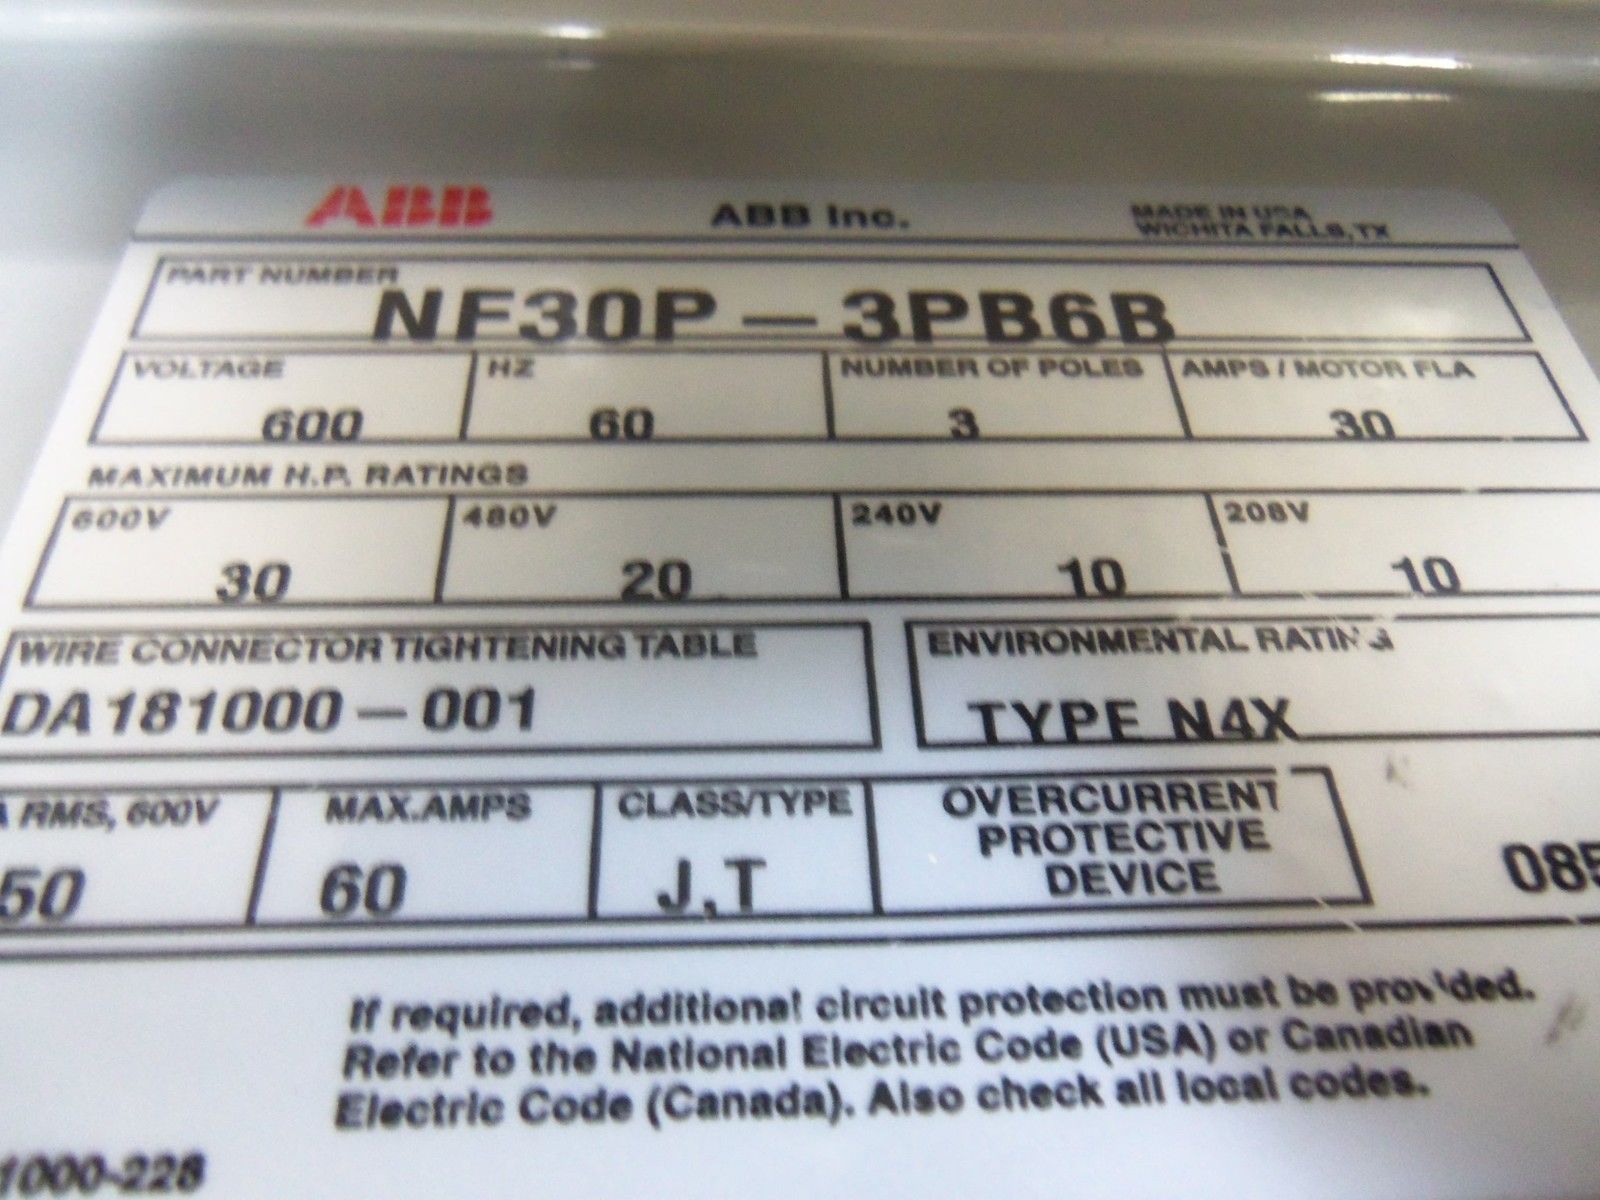 ABB ABB Inc. MADE IN USA
WICHITA FALLS, TX
PART NUMBER
NF30P-3PB6B
VOLTAGE HZ NUMBER OF POLES AMPS / MOTOR FLA
600 60 3 30
MAXIMUM H.P. RATINGS
600V 480V 240V 208V
30 20 10 10
WIRE CONNECTOR TIGHTENING TABLE ENVIRONMENTAL RATING
DA181000-001 TYPE N4X
A RMS, 600V MAX.AMPS CLASS/TYPE OVERCURRENT
PROTECTIVE
DEVICE
50 60 J,T 085
If required, additional circuit protection must be provided.
Refer to the National Electric Code (USA) or Canadian
Electric Code (Canada). Also check all local codes.
1000-228